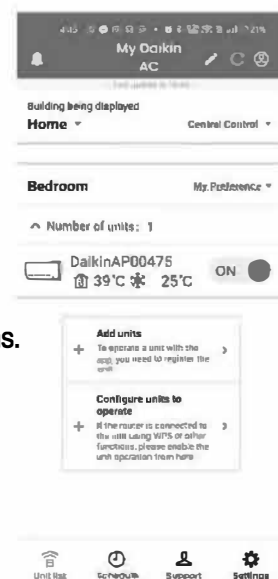 My Daikin
AC
Building being displayed
Home
Central Control
Bedroom
My Preference
Number of units: 1
DaikinAP00475
39°C 25°C
ON
s.
Add units
To operate a unit with the
app, you need to register the
unit
Configure units to
operate
If the router is connected to
the unit using WPS or other
functions, please enable the
unit operation from here
Unit list Schedule Support Settings